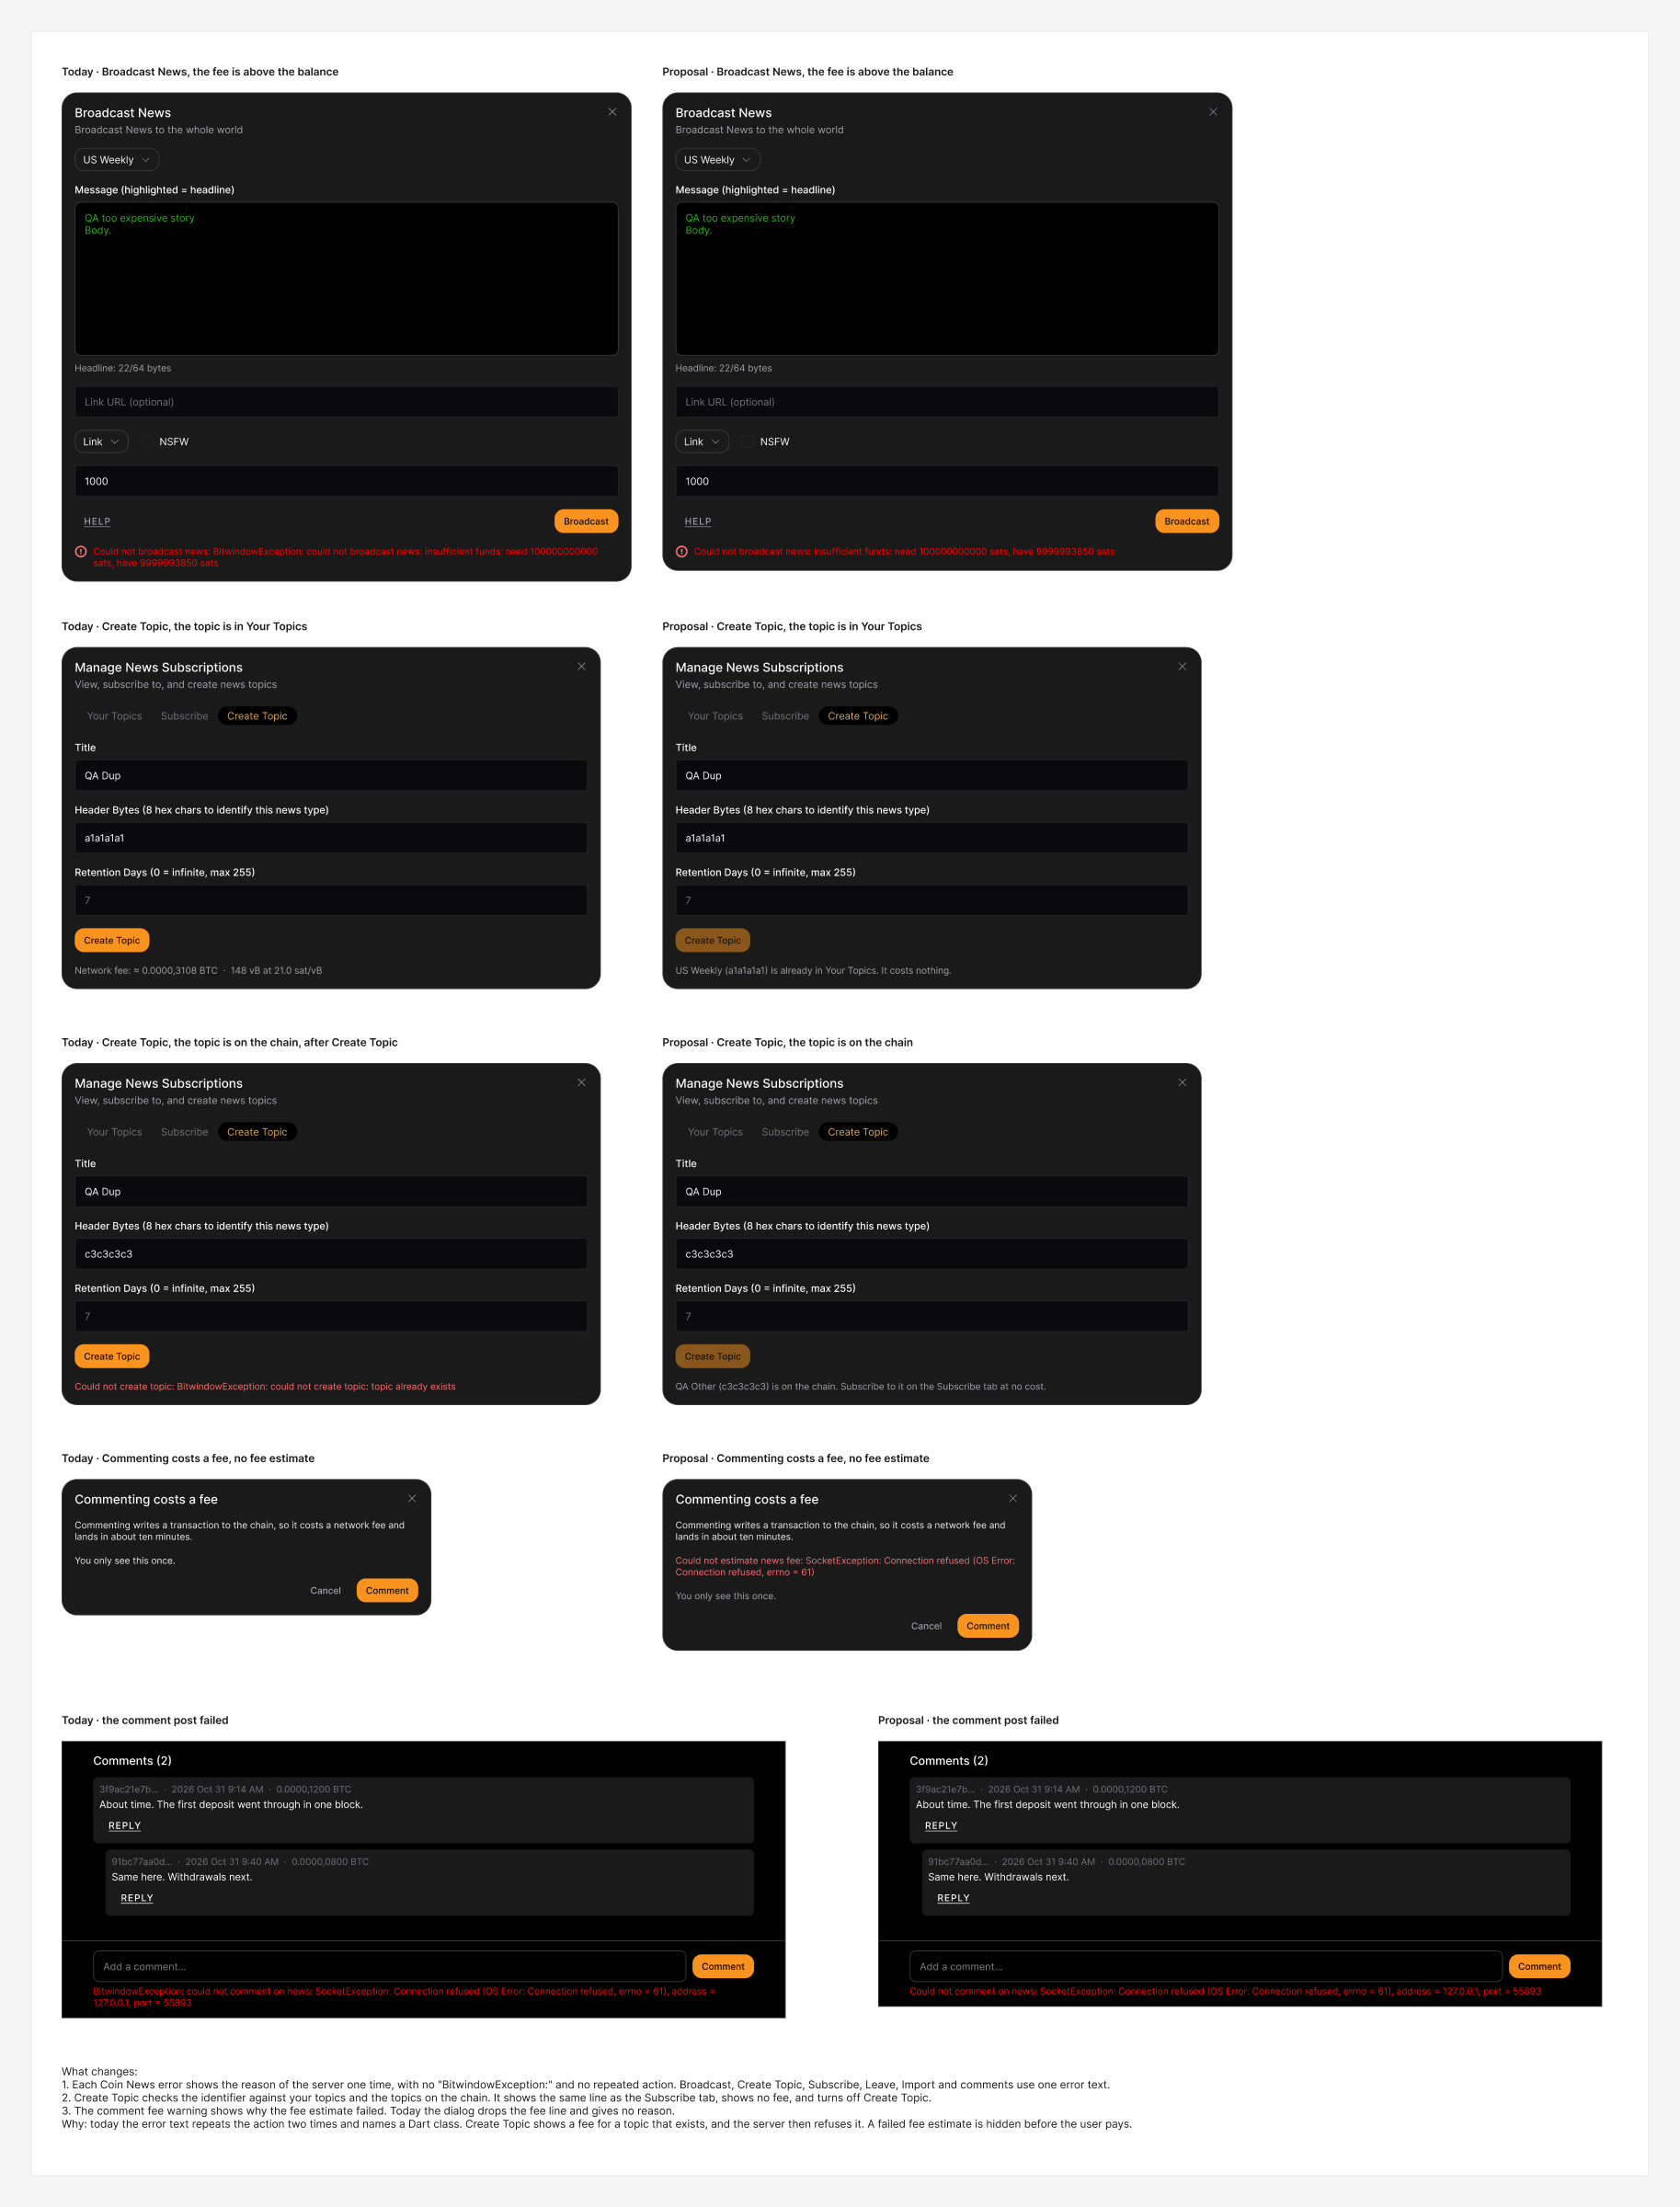 Today · Broadcast News, the fee is above the balance
Broadcast News
Broadcast News to the whole world
US Weekly
Message (highlighted = headline)
QA too expensive story
Body.
Headline: 22/64 bytes
Link URL (optional)
Link
NSFW
1000
HELP
Broadcast
Could not broadcast news: BitwindowException: could not broadcast news: insufficient funds: need 100000000000
sats, have 9999993850 sats
Proposal · Broadcast News, the fee is above the balance
Broadcast News
Broadcast News to the whole world
US Weekly
Message (highlighted = headline)
QA too expensive story
Body.
Headline: 22/64 bytes
Link URL (optional)
Link
NSFW
1000
HELP
Broadcast
Could not broadcast news: insufficient funds: need 100000000000 sats, have 9999993850 sats
Today · Create Topic, the topic is in Your Topics
Manage News Subscriptions
View, subscribe to, and create news topics
Your Topics
Subscribe
Create Topic
Title
QA Dup
Header Bytes (8 hex chars to identify this news type)
a1a1a1a1
Retention Days (0 = infinite, max 255)
7
Create Topic
Network fee: ≈ 0.0000,3108 BTC · 148 vB at 21.0 sat/vB
Proposal · Create Topic, the topic is in Your Topics
Manage News Subscriptions
View, subscribe to, and create news topics
Your Topics
Subscribe
Create Topic
Title
QA Dup
Header Bytes (8 hex chars to identify this news type)
a1a1a1a1
Retention Days (0 = infinite, max 255)
7
Create Topic
US Weekly (a1a1a1a1) is already in Your Topics. It costs nothing.
Today · Create Topic, the topic is on the chain, after Create Topic
Manage News Subscriptions
View, subscribe to, and create news topics
Your Topics
Subscribe
Create Topic
Title
QA Dup
Header Bytes (8 hex chars to identify this news type)
c3c3c3c3
Retention Days (0 = infinite, max 255)
7
Create Topic
Could not create topic: BitwindowException: could not create topic: topic already exists
Proposal · Create Topic, the topic is on the chain
Manage News Subscriptions
View, subscribe to, and create news topics
Your Topics
Subscribe
Create Topic
Title
QA Dup
Header Bytes (8 hex chars to identify this news type)
c3c3c3c3
Retention Days (0 = infinite, max 255)
7
Create Topic
QA Other (c3c3c3c3) is on the chain. Subscribe to it on the Subscribe tab at no cost.
Today · Commenting costs a fee, no fee estimate
Commenting costs a fee
Commenting writes a transaction to the chain, so it costs a network fee and
lands in about ten minutes.
You only see this once.
Cancel
Comment
Proposal · Commenting costs a fee, no fee estimate
Commenting costs a fee
Commenting writes a transaction to the chain, so it costs a network fee and
lands in about ten minutes.
Could not estimate news fee: SocketException: Connection refused (OS Error:
Connection refused, errno = 61)
You only see this once.
Cancel
Comment
Today · the comment post failed
Comments (2)
3f9ac21e7b... · 2026 Oct 31 9:14 AM · 0.0000,1200 BTC
About time. The first deposit went through in one block.
REPLY
91bc77aa0d... · 2026 Oct 31 9:40 AM · 0.0000,0800 BTC
Same here. Withdrawals next.
REPLY
Add a comment...
Comment
BitwindowException: could not comment on news: SocketException: Connection refused (OS Error: Connection refused, errno = 61), address =
127.0.0.1, port = 55893
Proposal · the comment post failed
Comments (2)
3f9ac21e7b... · 2026 Oct 31 9:14 AM · 0.0000,1200 BTC
About time. The first deposit went through in one block.
REPLY
91bc77aa0d... · 2026 Oct 31 9:40 AM · 0.0000,0800 BTC
Same here. Withdrawals next.
REPLY
Add a comment...
Comment
Could not comment on news: SocketException: Connection refused (OS Error: Connection refused, errno = 61), address = 127.0.0.1, port = 55893
What changes:
1. Each Coin News error shows the reason of the server one time, with no "BitwindowException:" and no repeated action. Broadcast, Create Topic, Subscribe, Leave, Import and comments use one error text.
2. Create Topic checks the identifier against your topics and the topics on the chain. It shows the same line as the Subscribe tab, shows no fee, and turns off Create Topic.
3. The comment fee warning shows why the fee estimate failed. Today the dialog drops the fee line and gives no reason.
Why: today the error text repeats the action two times and names a Dart class. Create Topic shows a fee for a topic that exists, and the server then refuses it. A failed fee estimate is hidden before the user pays.